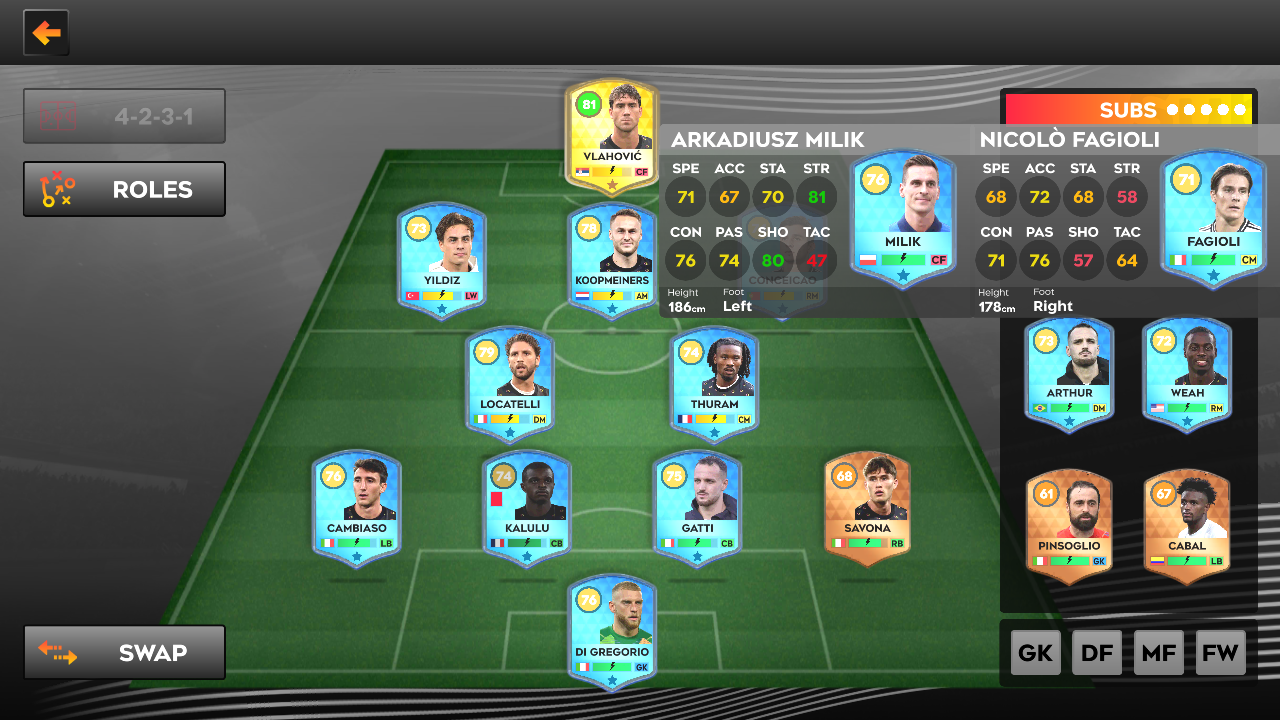 4-2-3-1
ROLES
SUBS
81
VLAHOVIĆ
CF
ARKADIUSZ MILIK
SPE ACC STA STR
71 67 70 81
CON PAS SHO TAC
76 74 80 47
Height Foot
186cm Left
76
MILIK
CF
NICOLÒ FAGIOLI
SPE ACC STA STR
68 72 68 58
CON PAS SHO TAC
71 76 57 64
Height Foot
178cm Right
71
FAGIOLI
CM
73
YILDIZ
LW
78
KOOPMEINERS
AM
CONCEICAO
RM
79
LOCATELLI
DM
74
THURAM
CM
73
ARTHUR
DM
72
WEAH
RM
76
CAMBIASO
LB
74
KALULU
CB
75
GATTI
CB
68
SAVONA
RB
61
PINSOGLIO
GK
67
CABAL
LB
76
DI GREGORIO
GK
SWAP
GK DF MF FW